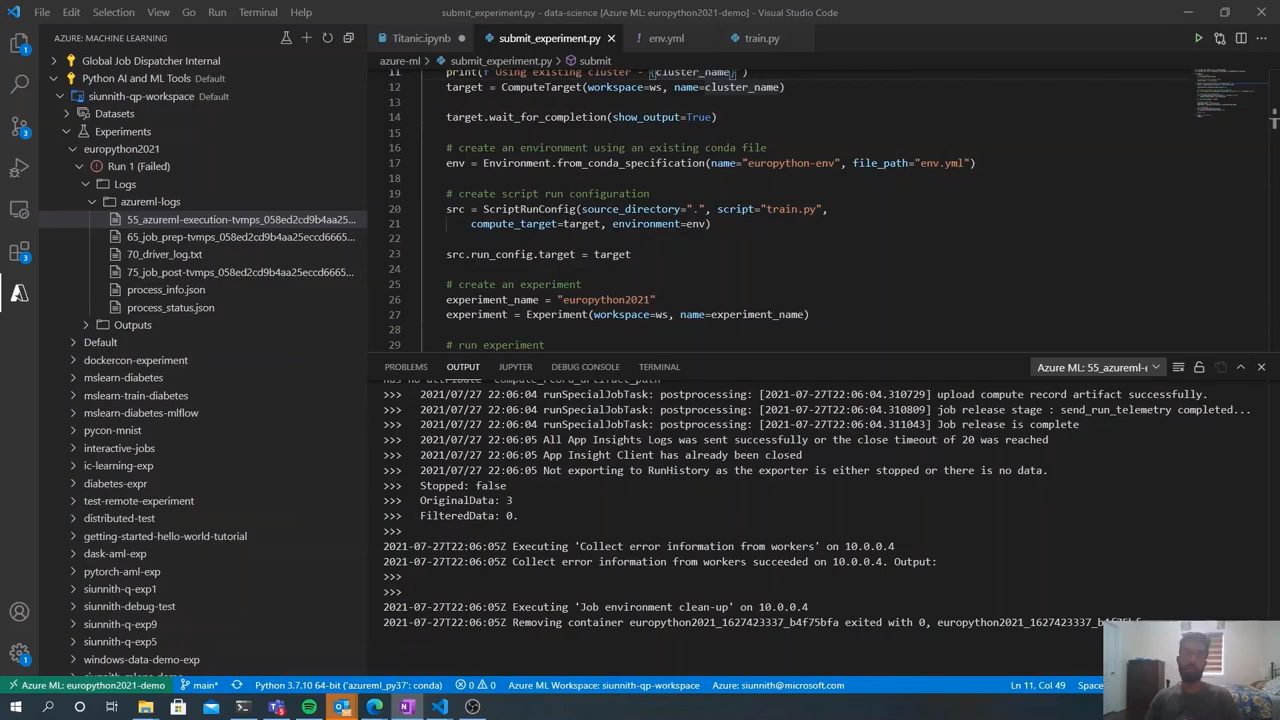 File Edit Selection View Go Run Terminal Help
submit_experiment.py - data-science [Azure ML: europython2021-demo] - Visual Studio Code
AZURE: MACHINE LEARNING
Global Job Dispatcher Internal
Python AI and ML Tools Default
siunnith-qp-workspace Default
Datasets
Experiments
europython2021
Run 1 (Failed)
Logs
azureml-logs
55_azureml-execution-tvmps_058ed2cd9b4aa25...
65_job_prep-tvmps_058ed2cd9b4aa25eccd6665...
70_driver_log.txt
75_job_post-tvmps_058ed2cd9b4aa25eccd6665...
process_info.json
process_status.json
Outputs
Default
dockercon-experiment
mslearn-diabetes
mslearn-train-diabetes
mslearn-diabetes-mlflow
pycon-mnist
interactive-jobs
ic-learning-exp
diabetes-expr
test-remote-experiment
distributed-test
getting-started-hello-world-tutorial
dask-aml-exp
pytorch-aml-exp
siunnith-q-exp1
siunnith-debug-test
siunnith-q-exp9
siunnith-q-exp5
windows-data-demo-exp
Titanic.ipynb
submit_experiment.py
env.yml
train.py
azure-ml > submit_experiment.py > submit
11 print(f"Using existing cluster - {cluster_name}")
12 target = ComputeTarget(workspace=ws, name=cluster_name)
13
14 target.wait_for_completion(show_output=True)
15
16 # create an environment using an existing conda file
17 env = Environment.from_conda_specification(name="europython-env", file_path="env.yml")
18
19 # create script run configuration
20 src = ScriptRunConfig(source_directory=".", script="train.py",
21 compute_target=target, environment=env)
22
23 src.run_config.target = target
24
25 # create an experiment
26 experiment_name = "europython2021"
27 experiment = Experiment(workspace=ws, name=experiment_name)
28
29 # run experiment
PROBLEMS OUTPUT JUPYTER DEBUG CONSOLE TERMINAL
Azure ML: 55_azureml-e
has no attribute 'compute_record_artifact_path'
>>> 2021/07/27 22:06:04 runSpecialJobTask: postprocessing: [2021-07-27T22:06:04.310729] upload compute record artifact successfully.
>>> 2021/07/27 22:06:04 runSpecialJobTask: postprocessing: [2021-07-27T22:06:04.310809] job release stage : send_run_telemetry completed...
>>> 2021/07/27 22:06:04 runSpecialJobTask: postprocessing: [2021-07-27T22:06:04.311043] Job release is complete
>>> 2021/07/27 22:06:05 All App Insights Logs was sent successfully or the close timeout of 20 was reached
>>> 2021/07/27 22:06:05 App Insight Client has already been closed
>>> 2021/07/27 22:06:05 Not exporting to RunHistory as the exporter is either stopped or there is no data.
>>> Stopped: false
>>> OriginalData: 3
>>> FilteredData: 0.
>>>
2021-07-27T22:06:05Z Executing 'Collect error information from workers' on 10.0.0.4
2021-07-27T22:06:05Z Collect error information from workers succeeded on 10.0.0.4. Output:
>>>
>>>
2021-07-27T22:06:05Z Executing 'Job environment clean-up' on 10.0.0.4
2021-07-27T22:06:05Z Removing container europython2021_1627423337_b4f75bfa exited with 0, europython2021_1627423337_b4f75bfa
Azure ML: europython2021-demo main* Python 3.7.10 64-bit ('azureml_py37': conda) 0 0 Azure ML Workspace: siunnith-qp-workspace Azure: siunnith@microsoft.com Ln 11, Col 49